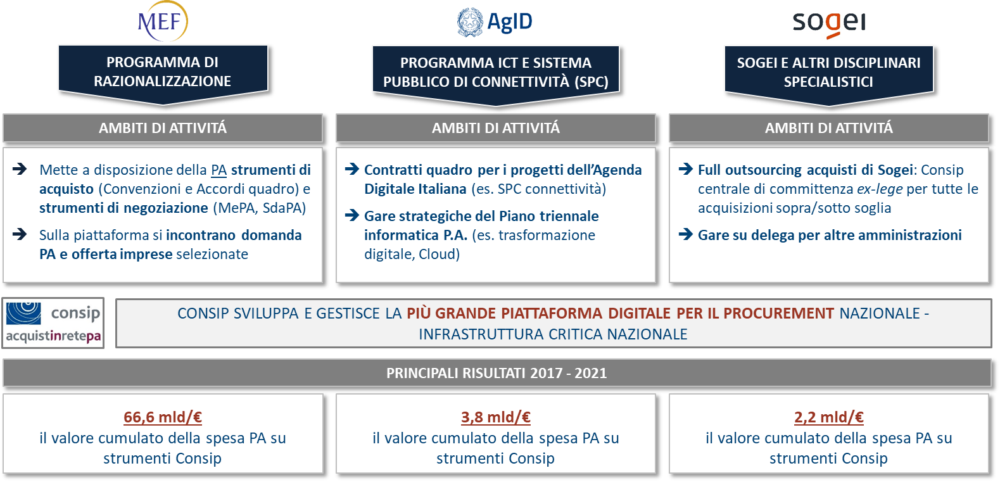 MEF
PROGRAMMA DI
RAZIONALIZZAZIONE
AMBITI DI ATTIVITÁ
Mette a disposizione della PA strumenti di
acquisto (Convenzioni e Accordi quadro) e
strumenti di negoziazione (MePA, SdaPA)
Sulla piattaforma si incontrano domanda
PA e offerta imprese selezionate
AgID
PROGRAMMA ICT E SISTEMA
PUBBLICO DI CONNETTIVITÀ (SPC)
AMBITI DI ATTIVITÁ
Contratti quadro per i progetti dell’Agenda
Digitale Italiana (es. SPC connettività)
Gare strategiche del Piano triennale
informatica P.A. (es. trasformazione
digitale, Cloud)
sogei
SOGEI E ALTRI DISCIPLINARI
SPECIALISTICI
AMBITI DI ATTIVITÁ
Full outsourcing acquisti di Sogei: Consip
centrale di committenza ex-lege per tutte le
acquisizioni sopra/sotto soglia
Gare su delega per altre amministrazioni
consip
acquistinretepa
CONSIP SVILUPPA E GESTISCE LA PIÙ GRANDE PIATTAFORMA DIGITALE PER IL PROCUREMENT NAZIONALE -
INFRASTRUTTURA CRITICA NAZIONALE
PRINCIPALI RISULTATI 2017 - 2021
66,6 mld/€
il valore cumulato della spesa PA su
strumenti Consip
3,8 mld/€
il valore cumulato della spesa PA su
strumenti Consip
2,2 mld/€
il valore cumulato della spesa PA su
strumenti Consip